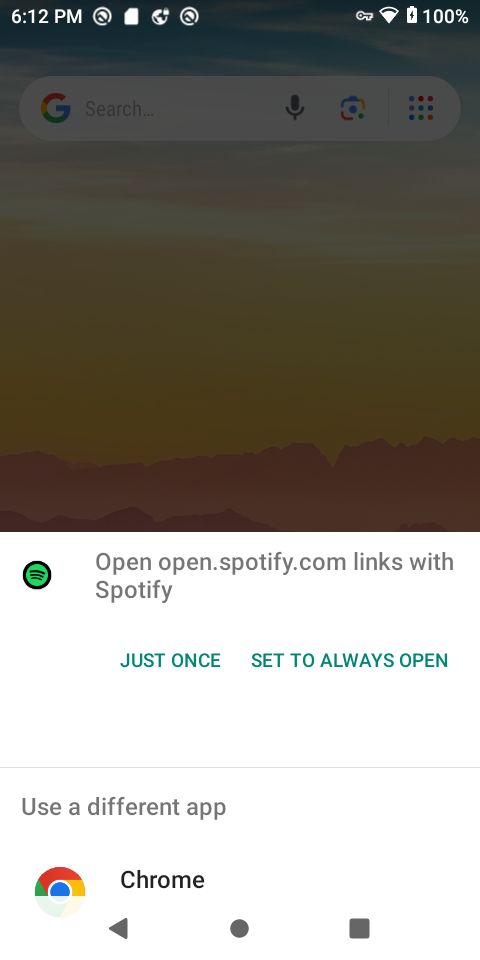 6:12 PM 100%
Search...
Open open.spotify.com links with
Spotify
JUST ONCE SET TO ALWAYS OPEN
Use a different app
Chrome